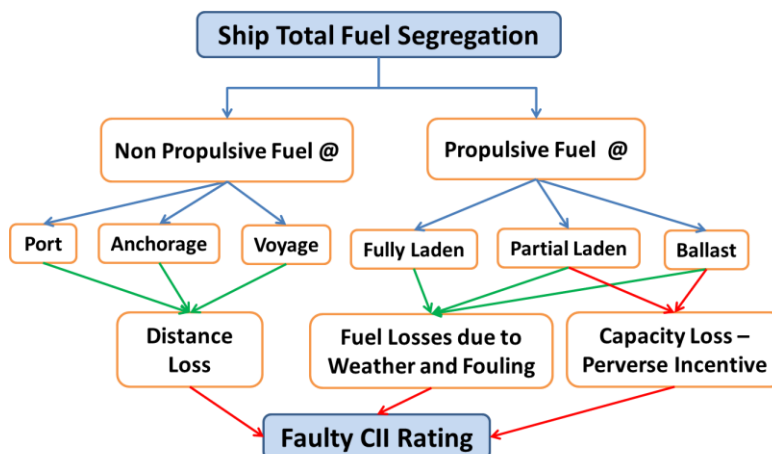 Ship Total Fuel Segregation
Non Propulsive Fuel @
Propulsive Fuel @
Port
Anchorage
Voyage
Fully Laden
Partial Laden
Ballast
Distance
Loss
Fuel Losses due to
Weather and Fouling
Capacity Loss –
Perverse Incentive
Faulty CII Rating